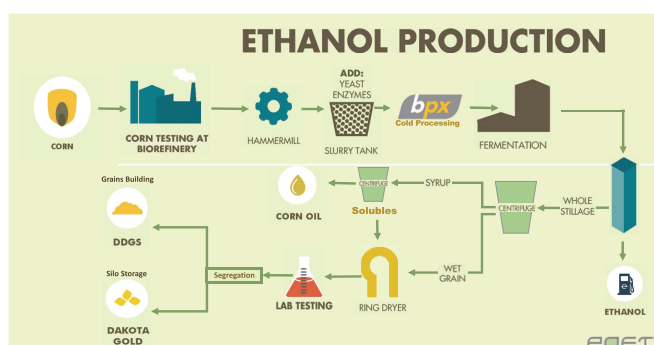 ETHANOL PRODUCTION
CORN
CORN TESTING AT
BIOREFINERY
HAMMERMILL
ADD:
YEAST
ENZYMES
SLURRY TANK
bpx
Cold Processing
FERMENTATION
WHOLE
STILLAGE
ETHANOL
CENTRIFUGE
SYRUP
CENTRIFUGE
Solubles
CORN OIL
WET
GRAIN
RING DRYER
LAB TESTING
Segregation
Grains Building
DDGS
Silo Storage
DAKOTA
GOLD